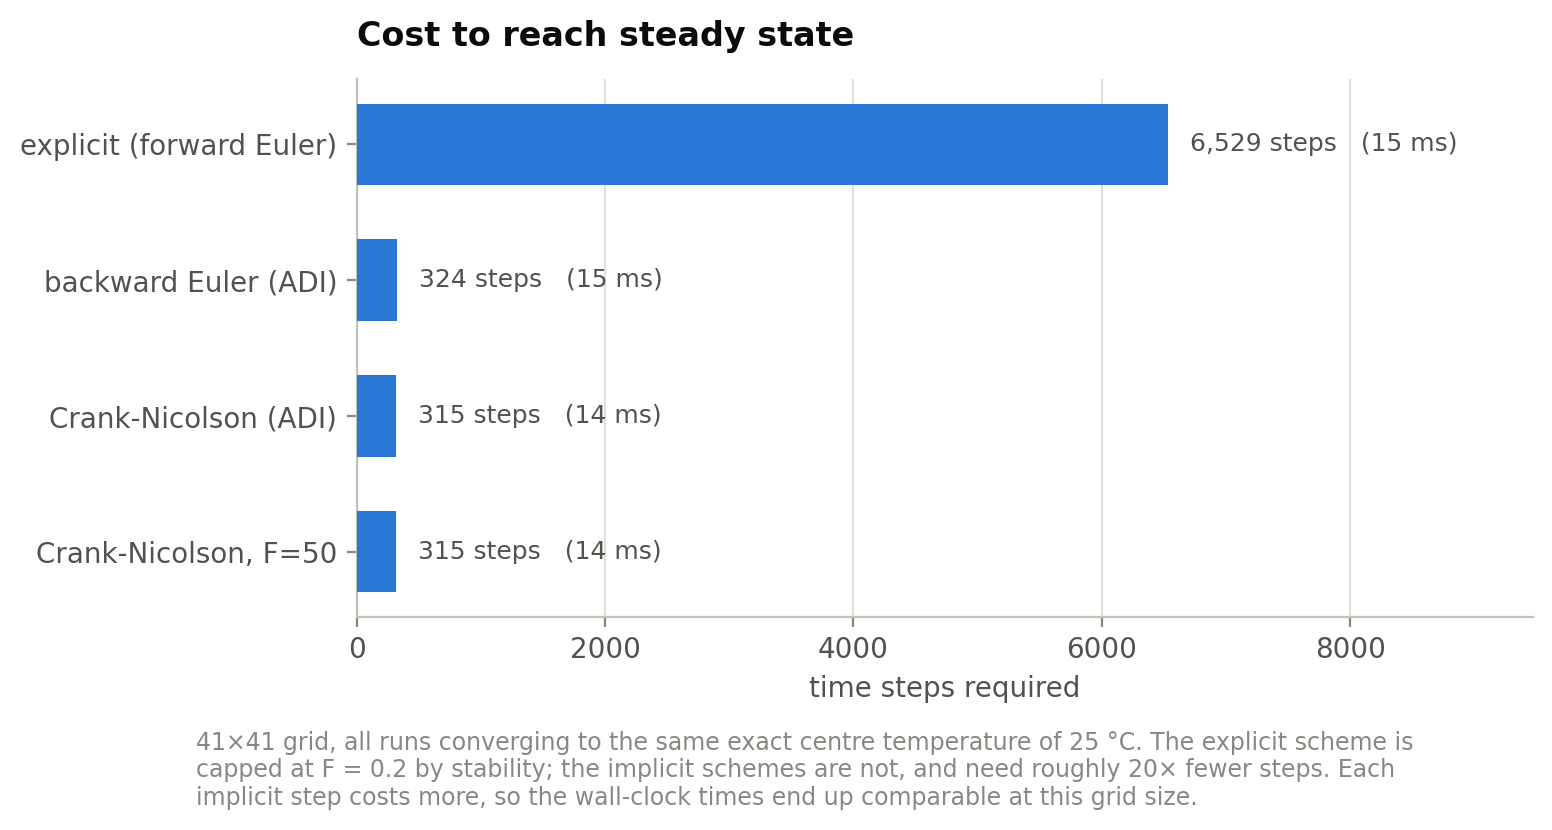 Cost to reach steady state
explicit (forward Euler)
6,529 steps (15 ms)
backward Euler (ADI)
324 steps (15 ms)
Crank-Nicolson (ADI)
315 steps (14 ms)
Crank-Nicolson, F=50
315 steps (14 ms)
0 2000 4000 6000 8000
time steps required
41×41 grid, all runs converging to the same exact centre temperature of 25 °C. The explicit scheme is
capped at F = 0.2 by stability; the implicit schemes are not, and need roughly 20× fewer steps. Each
implicit step costs more, so the wall-clock times end up comparable at this grid size.